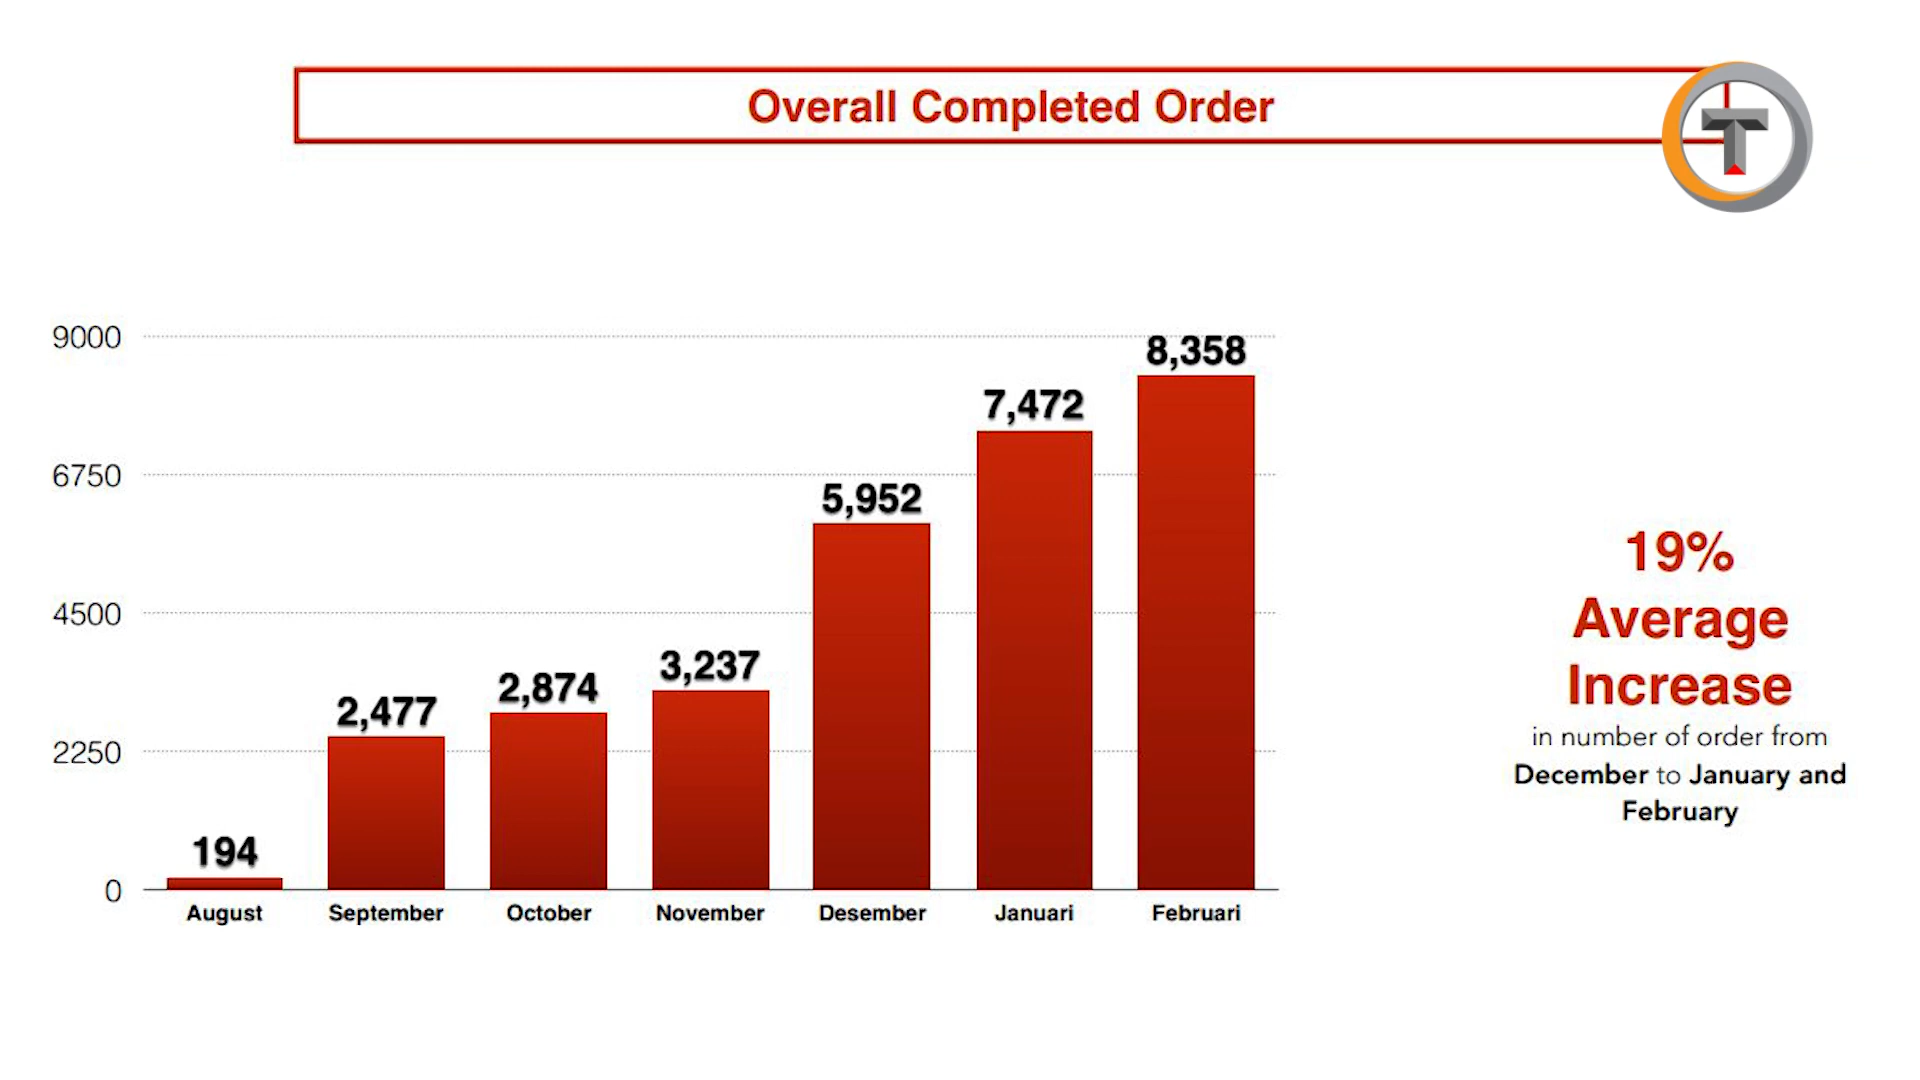 Overall Completed Order
T
9000
6750
4500
2250
0
194
2,477
2,874
3,237
5,952
7,472
8,358
August
September
October
November
Desember
Januari
Februari
19%
Average
Increase
in number of order from
December to January and
February